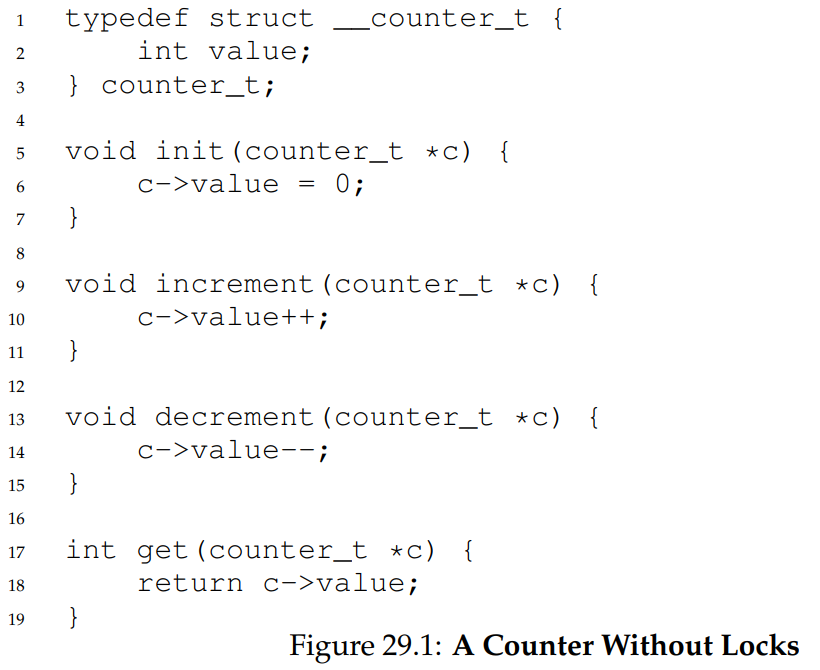 1 typedef struct __counter_t {
2 int value;
3 } counter_t;
4
5 void init(counter_t *c) {
6 c->value = 0;
7 }
8
9 void increment(counter_t *c) {
10 c->value++;
11 }
12
13 void decrement(counter_t *c) {
14 c->value--;
15 }
16
17 int get(counter_t *c) {
18 return c->value;
19 }
Figure 29.1: A Counter Without Locks